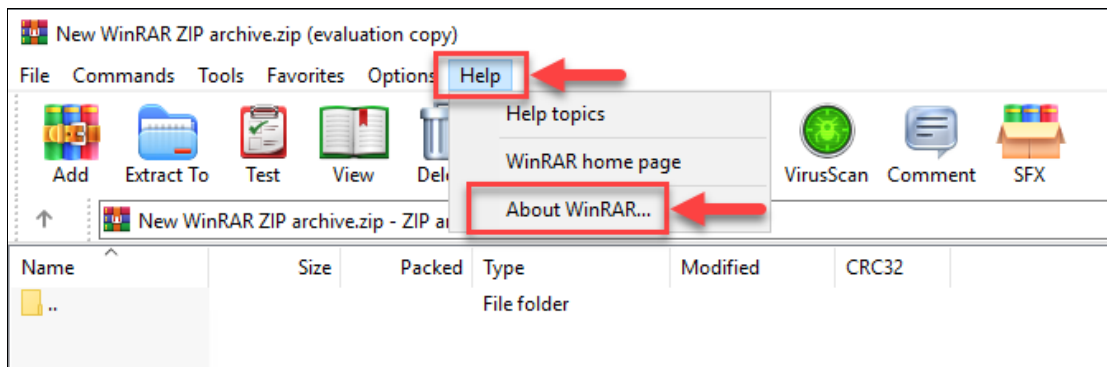 New WinRAR ZIP archive.zip (evaluation copy)
File Commands Tools Favorites Options Help
Help topics
WinRAR home page
About WinRAR...
Add Extract To Test View VirusScan Comment SFX
New WinRAR ZIP archive.zip - ZIP
Name Size Packed Type Modified CRC32
.. File folder